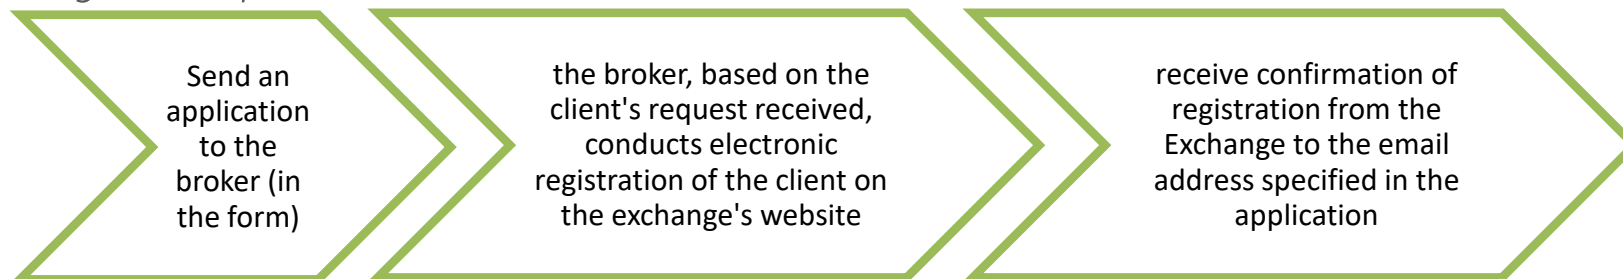 Send an
application
to the
broker (in
the form)
the broker, based on the
client's request received,
conducts electronic
registration of the client on
the exchange's website
receive confirmation of
registration from the
Exchange to the email
address specified in the
application